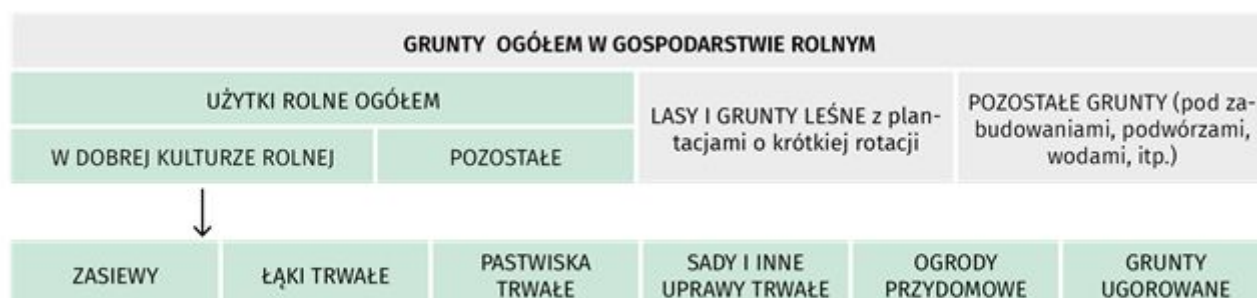 GRUNTY OGÓŁEM W GOSPODARSTWIE ROLNYM
UŻYTKI ROLNE OGÓŁEM
LASY I GRUNTY LEŚNE z plan-
tacjami o krótkiej rotacji
POZOSTAŁE GRUNTY (pod za-
budowaniami, podwórzami,
wodami, itp.)
W DOBREJ KULTURZE ROLNEJ
POZOSTAŁE
ZASIEWY
ŁĄKI TRWAŁE
PASTWISKA
TRWAŁE
SADY I INNE
UPRAWY TRWAŁE
OGRODY
PRZYDOMOWE
GRUNTY
UGOROWANE